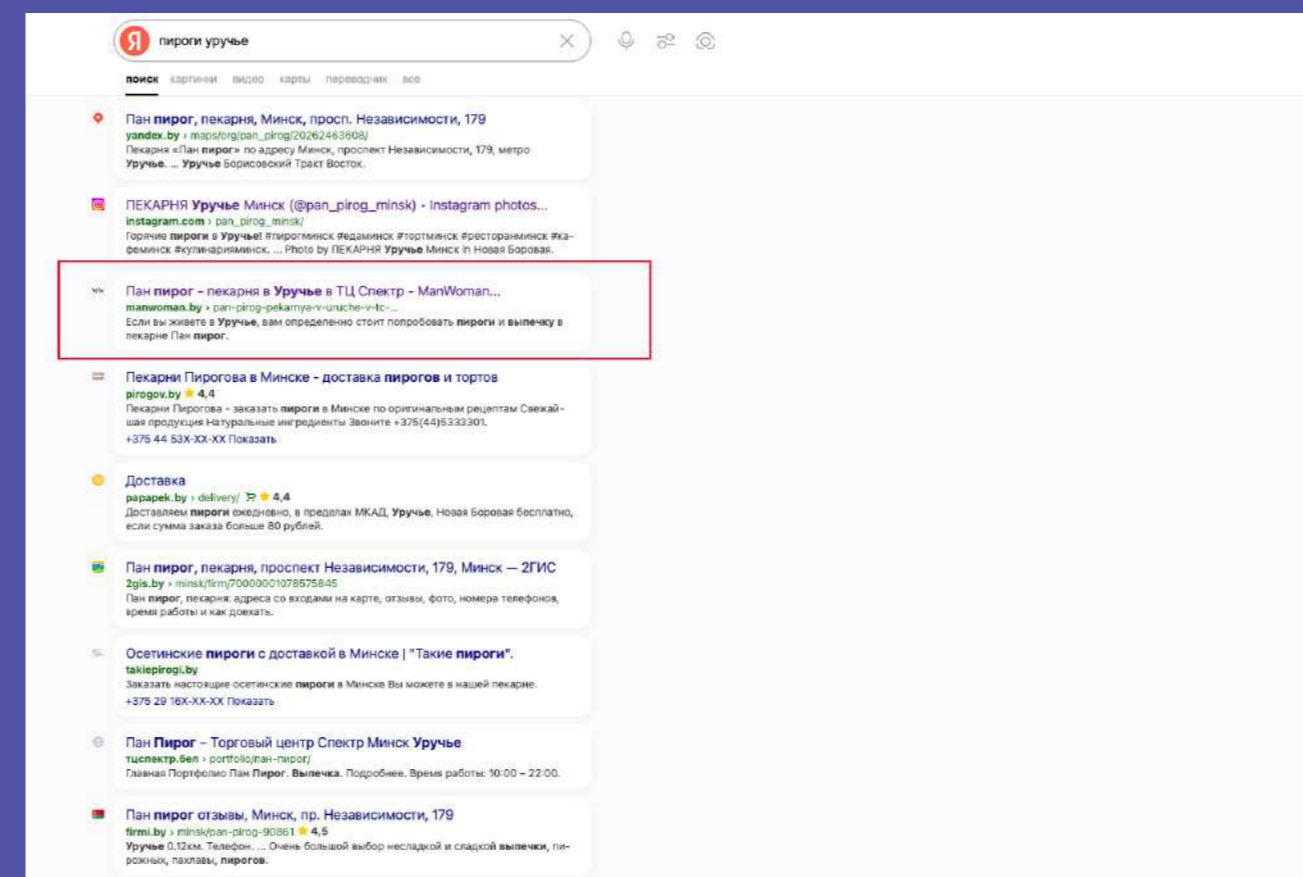 Я пироги уручье
поиск картинки видео карты переводчик все
Пан пирог, пекарня, Минск, просп. Независимости, 179
yandex.by › maps/org/pan_pirog/20262463608/
Пекарня «Пан пирог» по адресу Минск, проспект Независимости, 179, метро
Уручье. ... Уручье Борисовский Тракт Восток.
ПЕКАРНЯ Уручье Минск (@pan_pirog_minsk) • Instagram photos...
instagram.com › pan_pirog_minsk/
Горячие пироги в Уручье! #пирогминск #едаминск #тортминск #ресторанминск #ка-
феминск #кулинарияминск. ... Photo by ПЕКАРНЯ Уручье Минск in Новая Боровая.
Пан пирог - пекарня в Уручье в ТЦ Спектр - ManWoman...
manwoman.by › pan-pirog-pekarnya-v-uruche-v-tc-...
Если вы живете в Уручье, вам определенно стоит попробовать пироги и выпечку в
пекарне Пан пирог.
Пекарни Пирогова в Минске - доставка пирогов и тортов
pirogov.by 4,4
Пекарни Пирогова - заказать пироги в Минске по оригинальным рецептам Свежай-
шая продукция Натуральные ингредиенты Звоните +375(44)5333301.
+375 44 53X-XX-XX Показать
Доставка
papapek.by › delivery/ 4,4
Доставляем пироги ежедневно, в пределах МКАД, Уручье, Новая Боровая бесплатно,
если сумма заказа больше 80 рублей.
Пан пирог, пекарня, проспект Независимости, 179, Минск — 2ГИС
2gis.by › minsk/firm/70000001078575845
Пан пирог, пекарня: адреса со входами на карте, отзывы, фото, номера телефонов,
время работы и как доехать.
Осетинские пироги с доставкой в Минске | "Такие пироги".
takiepirogi.by
Заказать настоящие осетинские пироги в Минске Вы можете в нашей пекарне.
+375 29 16X-XX-XX Показать
Пан Пирог – Торговый центр Спектр Минск Уручье
тцспектр.бел › portfolio/пан-пирог/
Главная Портфолио Пан Пирог. Выпечка. Подробнее. Время работы: 10:00 – 22:00.
Пан пирог отзывы, Минск, пр. Независимости, 179
firmi.by › minsk/pan-pirog-90861 4,5
Уручье 0.12км. Телефон. ... Очень большой выбор несладкой и сладкой выпечки, пи-
рожных, пахлавы, пирогов.